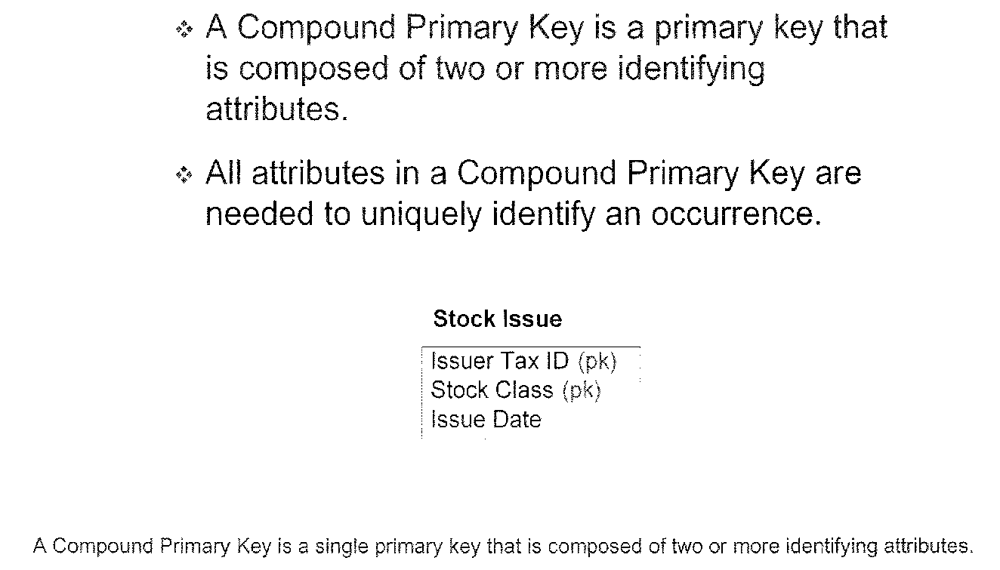 ❖ A Compound Primary Key is a primary key that
is composed of two or more identifying
attributes.
❖ All attributes in a Compound Primary Key are
needed to uniquely identify an occurrence.
Stock Issue
Issuer Tax ID (pk)
Stock Class (pk)
Issue Date
A Compound Primary Key is a single primary key that is composed of two or more identifying attributes.